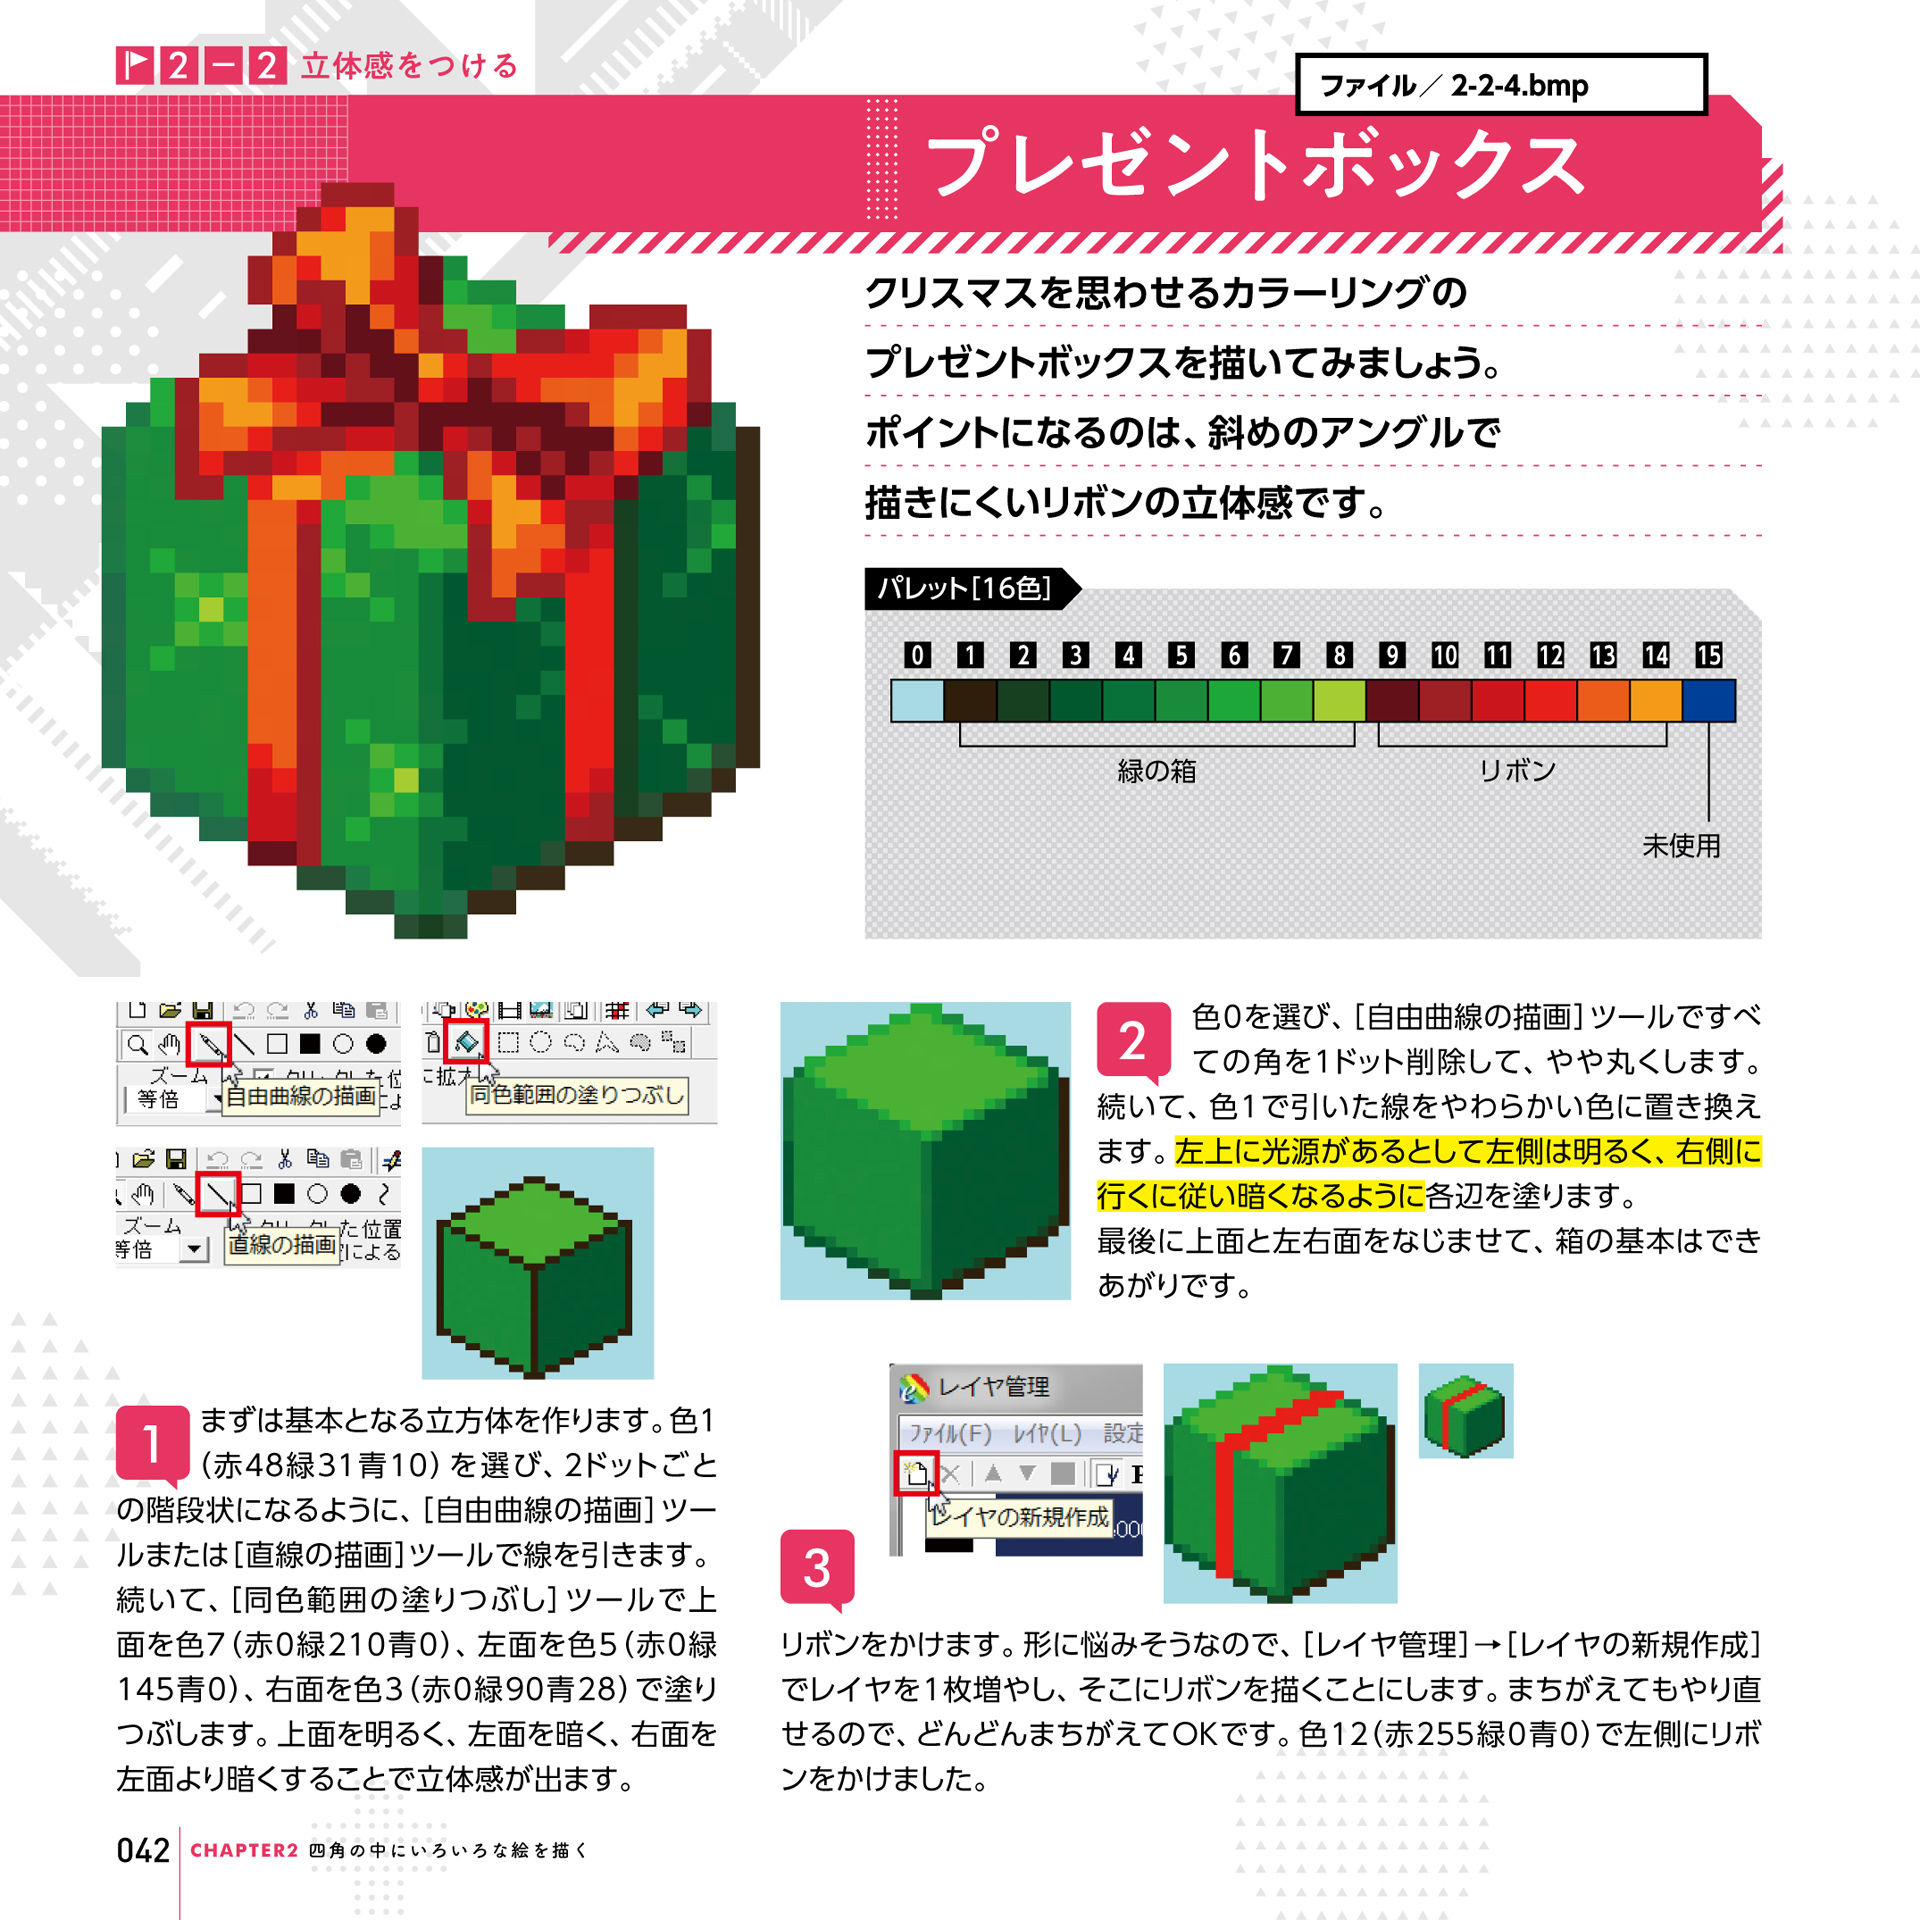 2-2 立体感をつける
ファイル／ 2-2-4.bmp
プレゼントボックス
クリスマスを思わせるカラーリングの
プレゼントボックスを描いてみましょう。
ポイントになるのは、斜めのアングルで
描きにくいリボンの立体感です。
パレット[16色]
0 1 2 3 4 5 6 7 8 9 10 11 12 13 14 15
緑の箱
リボン
未使用
ズーム
等倍
自由曲線の描画
に拡大
同色範囲の塗りつぶし
ズーム
等倍
た位置
直線の描画
による
1
まずは基本となる立方体を作ります。色1
（赤48緑31青10）を選び、2ドットごと
の階段状になるように、［自由曲線の描画］ツー
ルまたは［直線の描画］ツールで線を引きます。
続いて、［同色範囲の塗りつぶし］ツールで上
面を色7（赤0緑210青0）、左面を色5（赤0緑
145青0）、右面を色3（赤0緑90青28）で塗り
つぶします。上面を明るく、左面を暗く、右面を
左面より暗くすることで立体感が出ます。
2
色0を選び、［自由曲線の描画］ツールですべ
ての角を1ドット削除して、やや丸くします。
続いて、色1で引いた線をやわらかい色に置き換え
ます。左上に光源があるとして左側は明るく、右側に
行くに従い暗くなるように各辺を塗ります。
最後に上面と左右面をなじませて、箱の基本はでき
あがりです。
レイヤ管理
ﾌｧｲﾙ(F) ﾚｲﾔ(L) 設定
レイヤの新規作成
3
リボンをかけます。形に悩みそうなので、［レイヤ管理］→［レイヤの新規作成］
でレイヤを1枚増やし、そこにリボンを描くことにします。まちがえてもやり直
せるので、どんどんまちがえてOKです。色12（赤255緑0青0）で左側にリボ
ンをかけました。
042 CHAPTER2 四角の中にいろいろな絵を描く